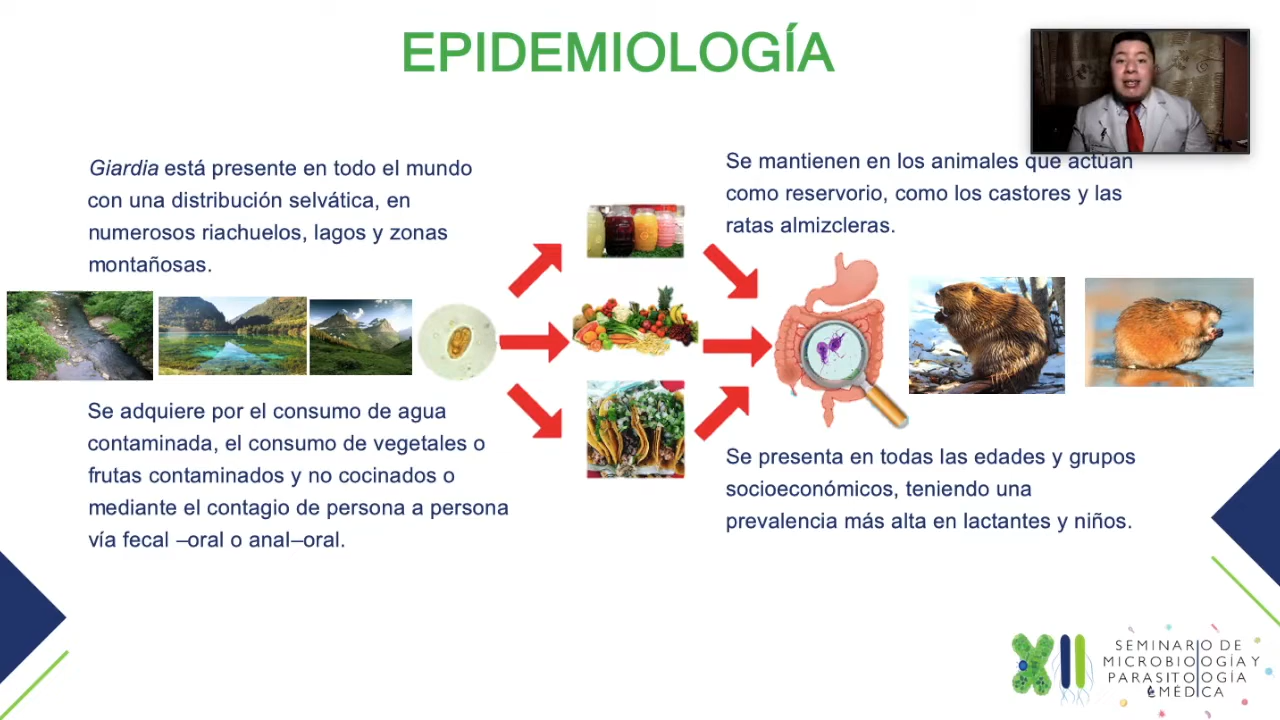 EPIDEMIOLOGÍA
Giardia está presente en todo el mundo
con una distribución selvática, en
numerosos riachuelos, lagos y zonas
montañosas.
Se adquiere por el consumo de agua
contaminada, el consumo de vegetales o
frutas contaminados y no cocinados o
mediante el contagio de persona a persona
vía fecal –oral o anal–oral.
Se mantienen en los animales que actúan
como reservorio, como los castores y las
ratas almizcleras.
Se presenta en todas las edades y grupos
socioeconómicos, teniendo una
prevalencia más alta en lactantes y niños.
XII
SEMINARIO DE
MICROBIOLOGÍA Y
PARASITOLOGÍA
MÉDICA